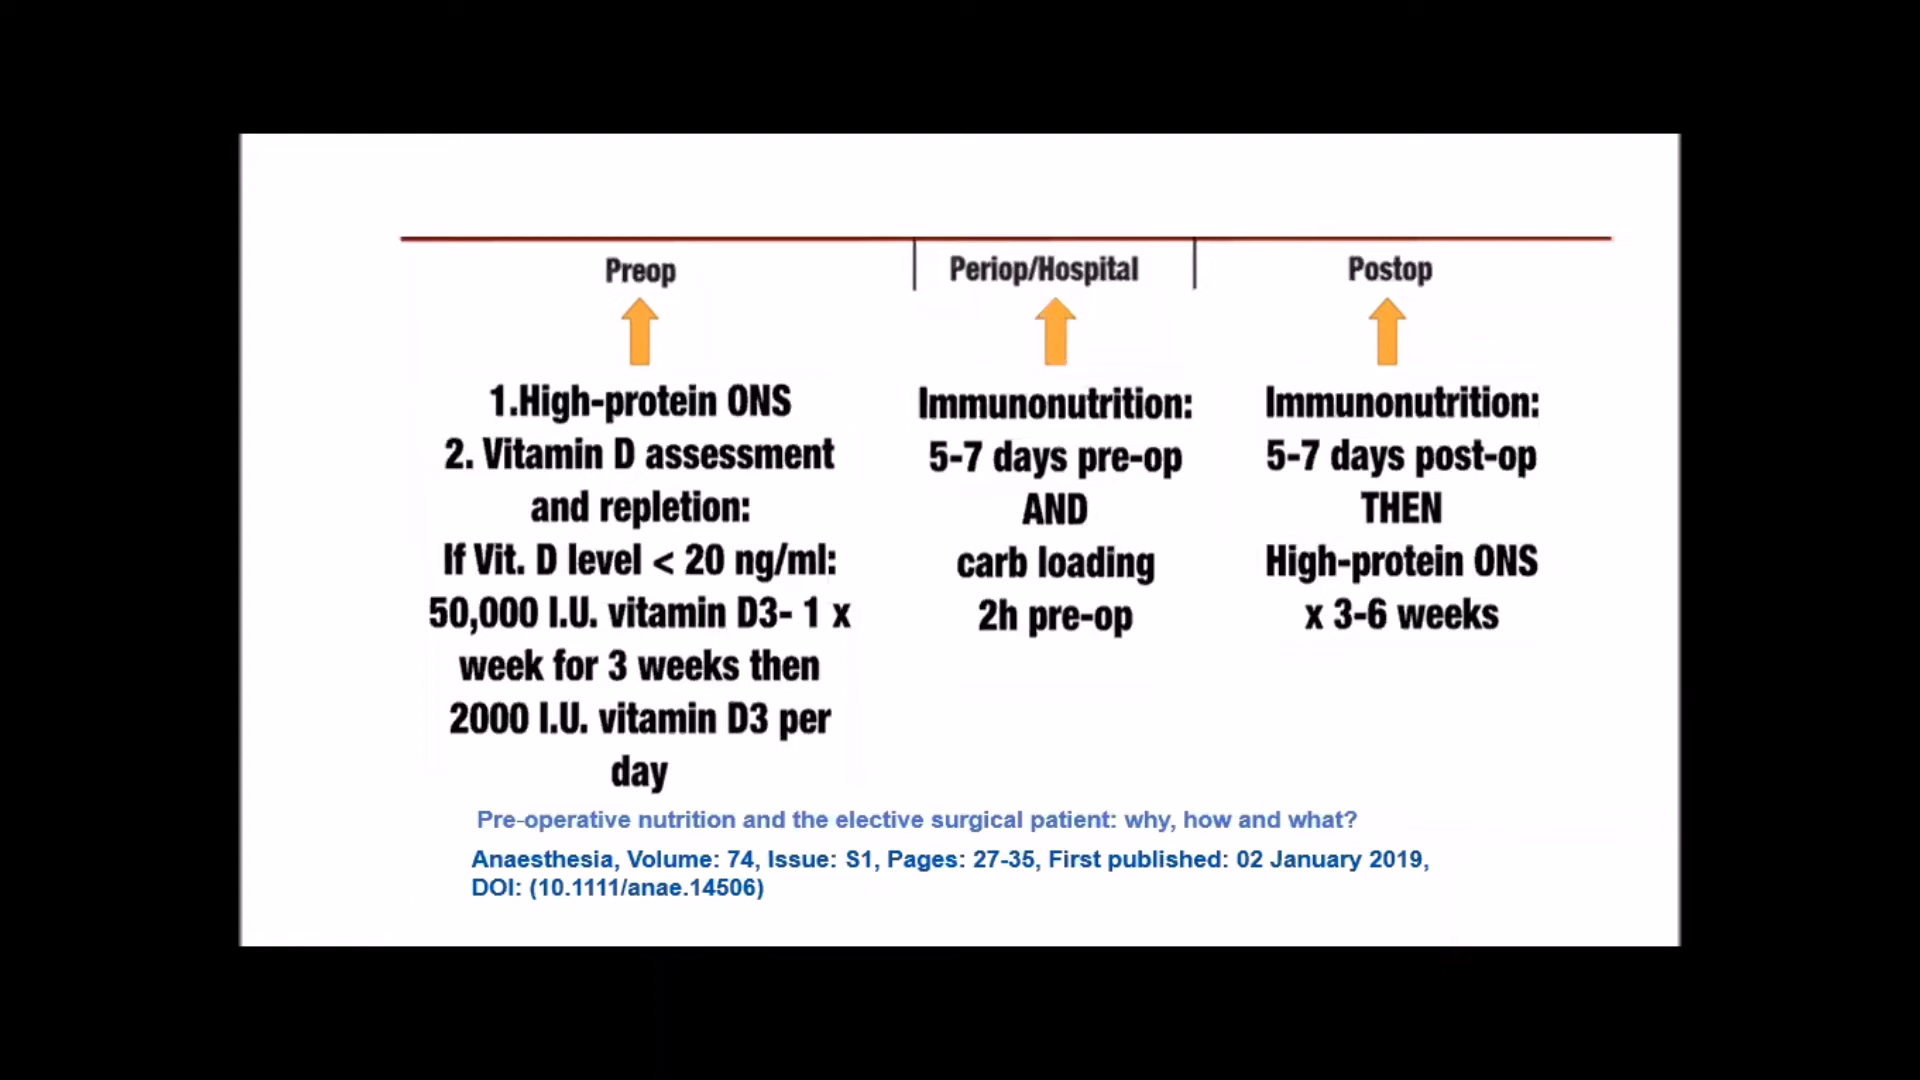 Preop
1.High-protein ONS
2. Vitamin D assessment
and repletion:
If Vit. D level < 20 ng/ml:
50,000 I.U. vitamin D3- 1 x
week for 3 weeks then
2000 I.U. vitamin D3 per
day
Periop/Hospital
Immunonutrition:
5-7 days pre-op
AND
carb loading
2h pre-op
Postop
Immunonutrition:
5-7 days post-op
THEN
High-protein ONS
x 3-6 weeks
Pre-operative nutrition and the elective surgical patient: why, how and what?
Anaesthesia, Volume: 74, Issue: S1, Pages: 27-35, First published: 02 January 2019,
DOI: (10.1111/anae.14506)